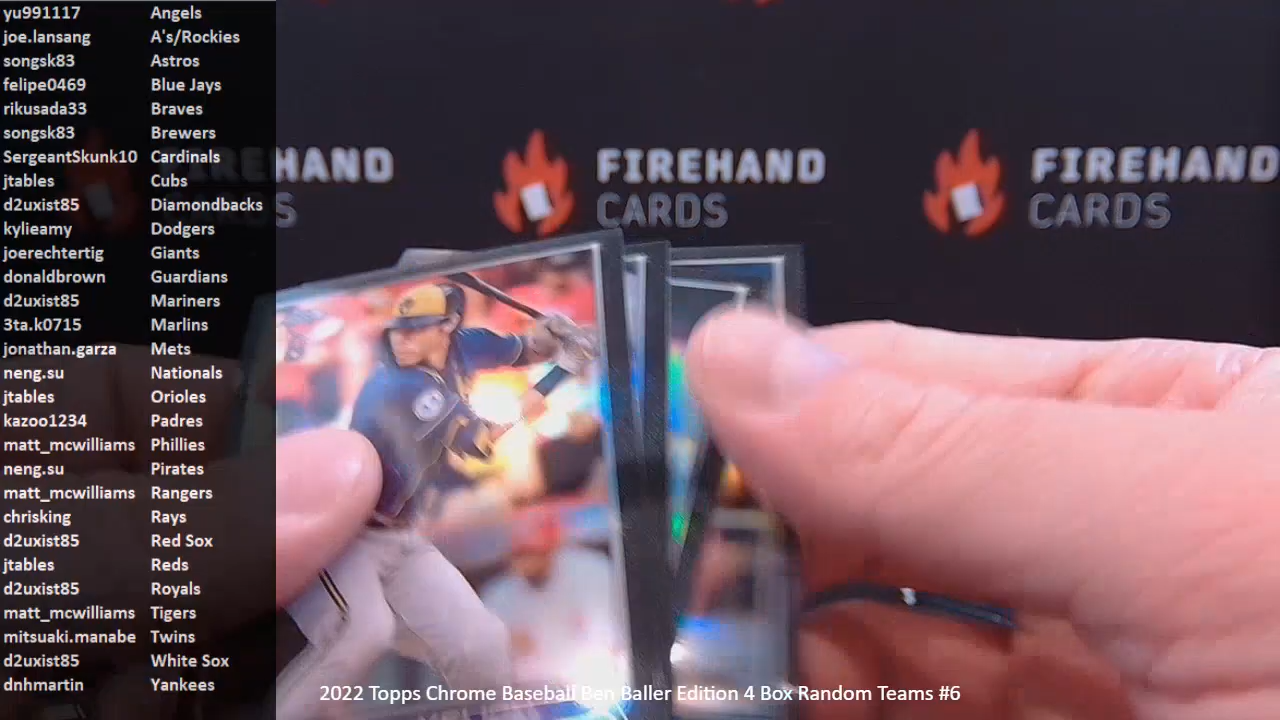 yu991117 Angels
joe.lansang A's/Rockies
songsk83 Astros
felipe0469 Blue Jays
rikusada33 Braves
songsk83 Brewers
SergeantSkunk10 Cardinals
jtables Cubs
d2uxist85 Diamondbacks
kylieamy Dodgers
joerechtertig Giants
donaldbrown Guardians
d2uxist85 Mariners
3ta.k0715 Marlins
jonathan.garza Mets
neng.su Nationals
jtables Orioles
kazoo1234 Padres
matt_mcwilliams Phillies
neng.su Pirates
matt_mcwilliams Rangers
chrisking Rays
d2uxist85 Red Sox
jtables Reds
d2uxist85 Royals
matt_mcwilliams Tigers
mitsuaki.manabe Twins
d2uxist85 White Sox
dnhmartin Yankees
FIREHAND
CARDS
FIREHAND
CARDS
FIREHAND
CARDS
2022 Topps Chrome Baseball Ben Baller Edition 4 Box Random Teams #6